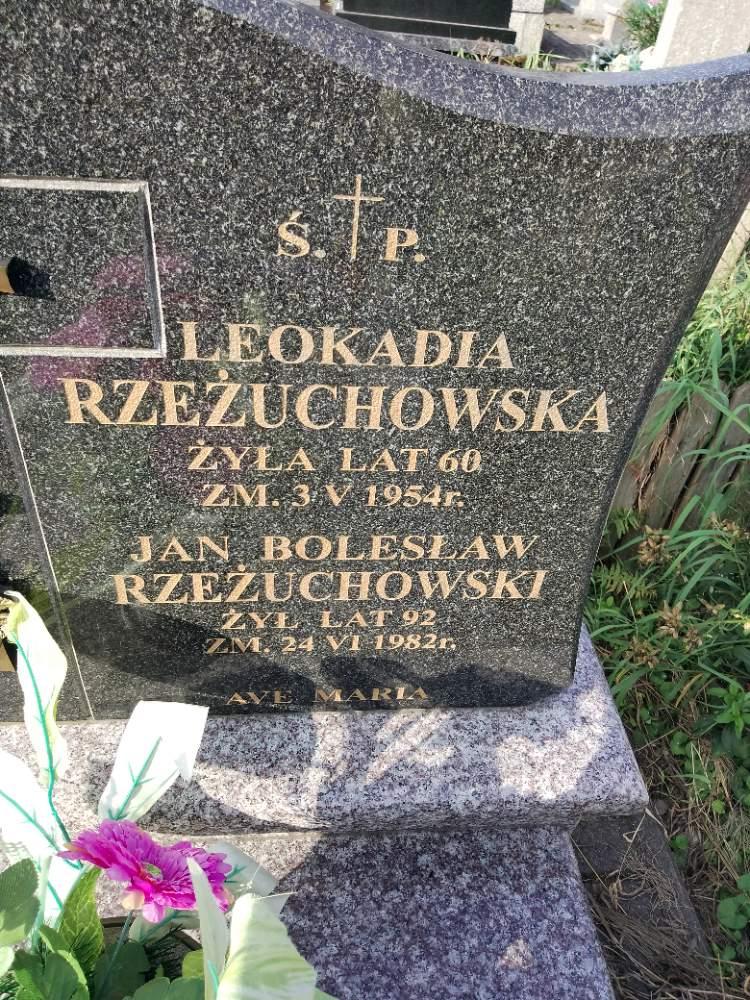 Ś. P.
LEOKADIA
RZEŻUCHOWSKA
ŻYŁA LAT 60
ZM. 3 V 1954r.
JAN BOLESŁAW
RZEŻUCHOWSKI
ŻYŁ LAT 92
ZM. 24 VI 1982r.
AVE MARIA